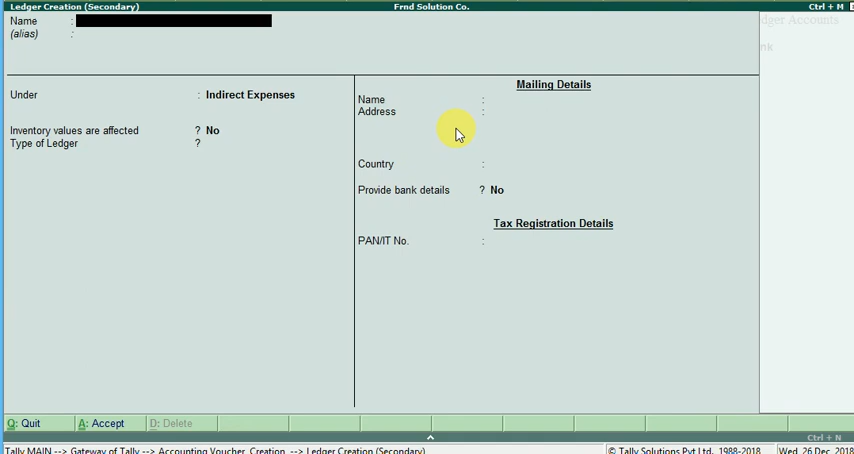 Ledger Creation (Secondary) Frnd Solution Co. Ctrl + M
Name :
(alias) :
dger Accounts
nk
Under : Indirect Expenses
Inventory values are affected ? No
Type of Ledger ?
Mailing Details
Name :
Address :
Country :
Provide bank details ? No
Tax Registration Details
PAN/IT No. :
Q: Quit A: Accept D: Delete
Ctrl + N
Tally MAIN --> Gateway of Tally --> Accounting Voucher Creation --> Ledger Creation (Secondary) © Tally Solutions Pvt Ltd., 1988-2018 Wed, 26 Dec, 2018